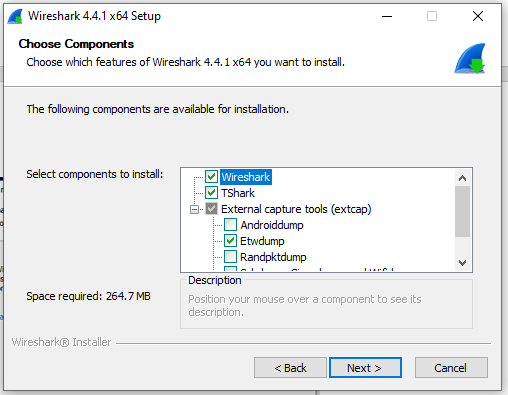 Wireshark 4.4.1 x64 Setup
Choose Components
Choose which features of Wireshark 4.4.1 x64 you want to install.
The following components are available for installation.
Select components to install:
Wireshark
TShark
External capture tools (extcap)
Androiddump
Etwdump
Randpktdump
Space required: 264.7 MB
Description
Position your mouse over a component to see its
description.
Wireshark® Installer
< Back
Next >
Cancel